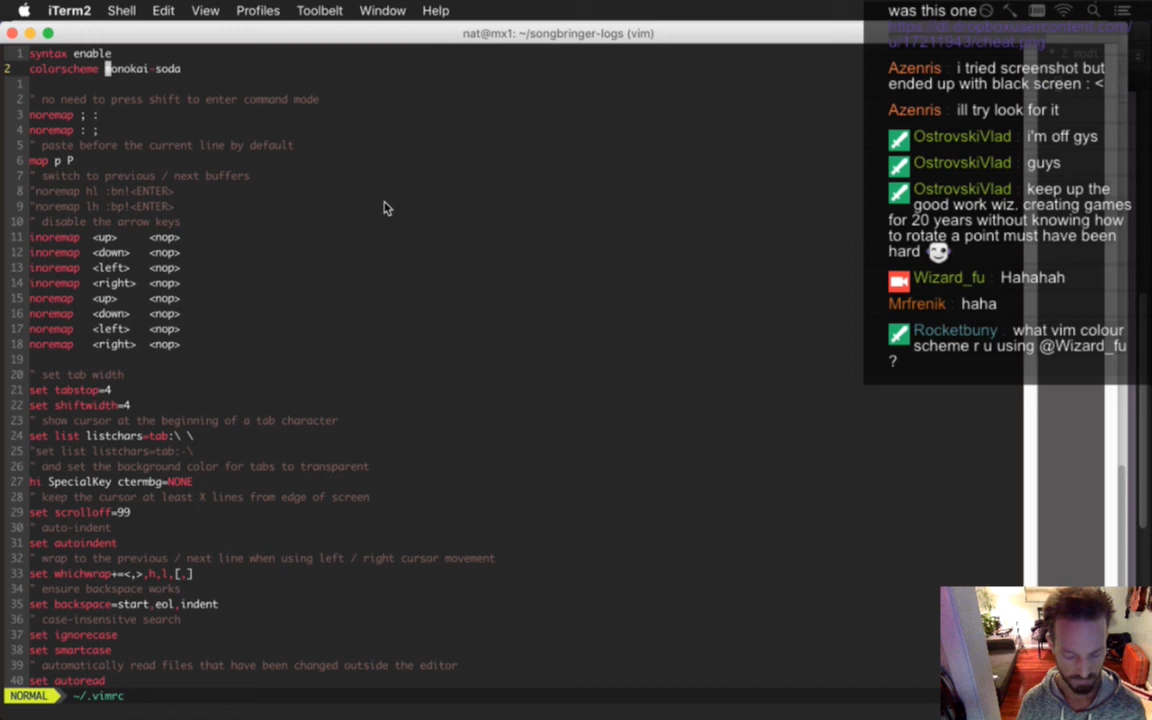 iTerm2 Shell Edit View Profiles Toolbelt Window Help
nat@mx1: ~/songbringer-logs (vim)
1 syntax enable
2 colorscheme monokai-soda
1
2 " no need to press shift to enter command mode
3 noremap ; :
4 noremap : ;
5 " paste before the current line by default
6 map p P
7 " switch to previous / next buffers
8 "noremap hl :bn!<ENTER>
9 "noremap lh :bp!<ENTER>
10 " disable the arrow keys
11 inoremap <up> <nop>
12 inoremap <down> <nop>
13 inoremap <left> <nop>
14 inoremap <right> <nop>
15 noremap <up> <nop>
16 noremap <down> <nop>
17 noremap <left> <nop>
18 noremap <right> <nop>
19
20 " set tab width
21 set tabstop=4
22 set shiftwidth=4
23 " show cursor at the beginning of a tab character
24 set list listchars=tab:\ \
25 "set list listchars=tab:·\
26 " and set the background color for tabs to transparent
27 hi SpecialKey ctermbg=NONE
28 " keep the cursor at least X lines from edge of screen
29 set scrolloff=99
30 " auto-indent
31 set autoindent
32 " wrap to the previous / next line when using left / right cursor movement
33 set whichwrap+=<,>,h,l,[,]
34 " ensure backspace works
35 set backspace=start,eol,indent
36 " case-insensitve search
37 set ignorecase
38 set smartcase
39 " automatically read files that have been changed outside the editor
40 set autoread
NORMAL ~/.vimrc
was this one
https://dl.dropboxusercontent.com/
u/17211943/cheat.png
Azenris : i tried screenshot but
ended up with black screen : <
Azenris : ill try look for it
OstrovskiVlad : i'm off gys
OstrovskiVlad : guys
OstrovskiVlad : keep up the
good work wiz. creating games
for 20 years without knowing how
to rotate a point must have been
hard
Wizard_fu : Hahahah
Mrfrenik : haha
Rocketbuny : what vim colour
scheme r u using @Wizard_fu
?